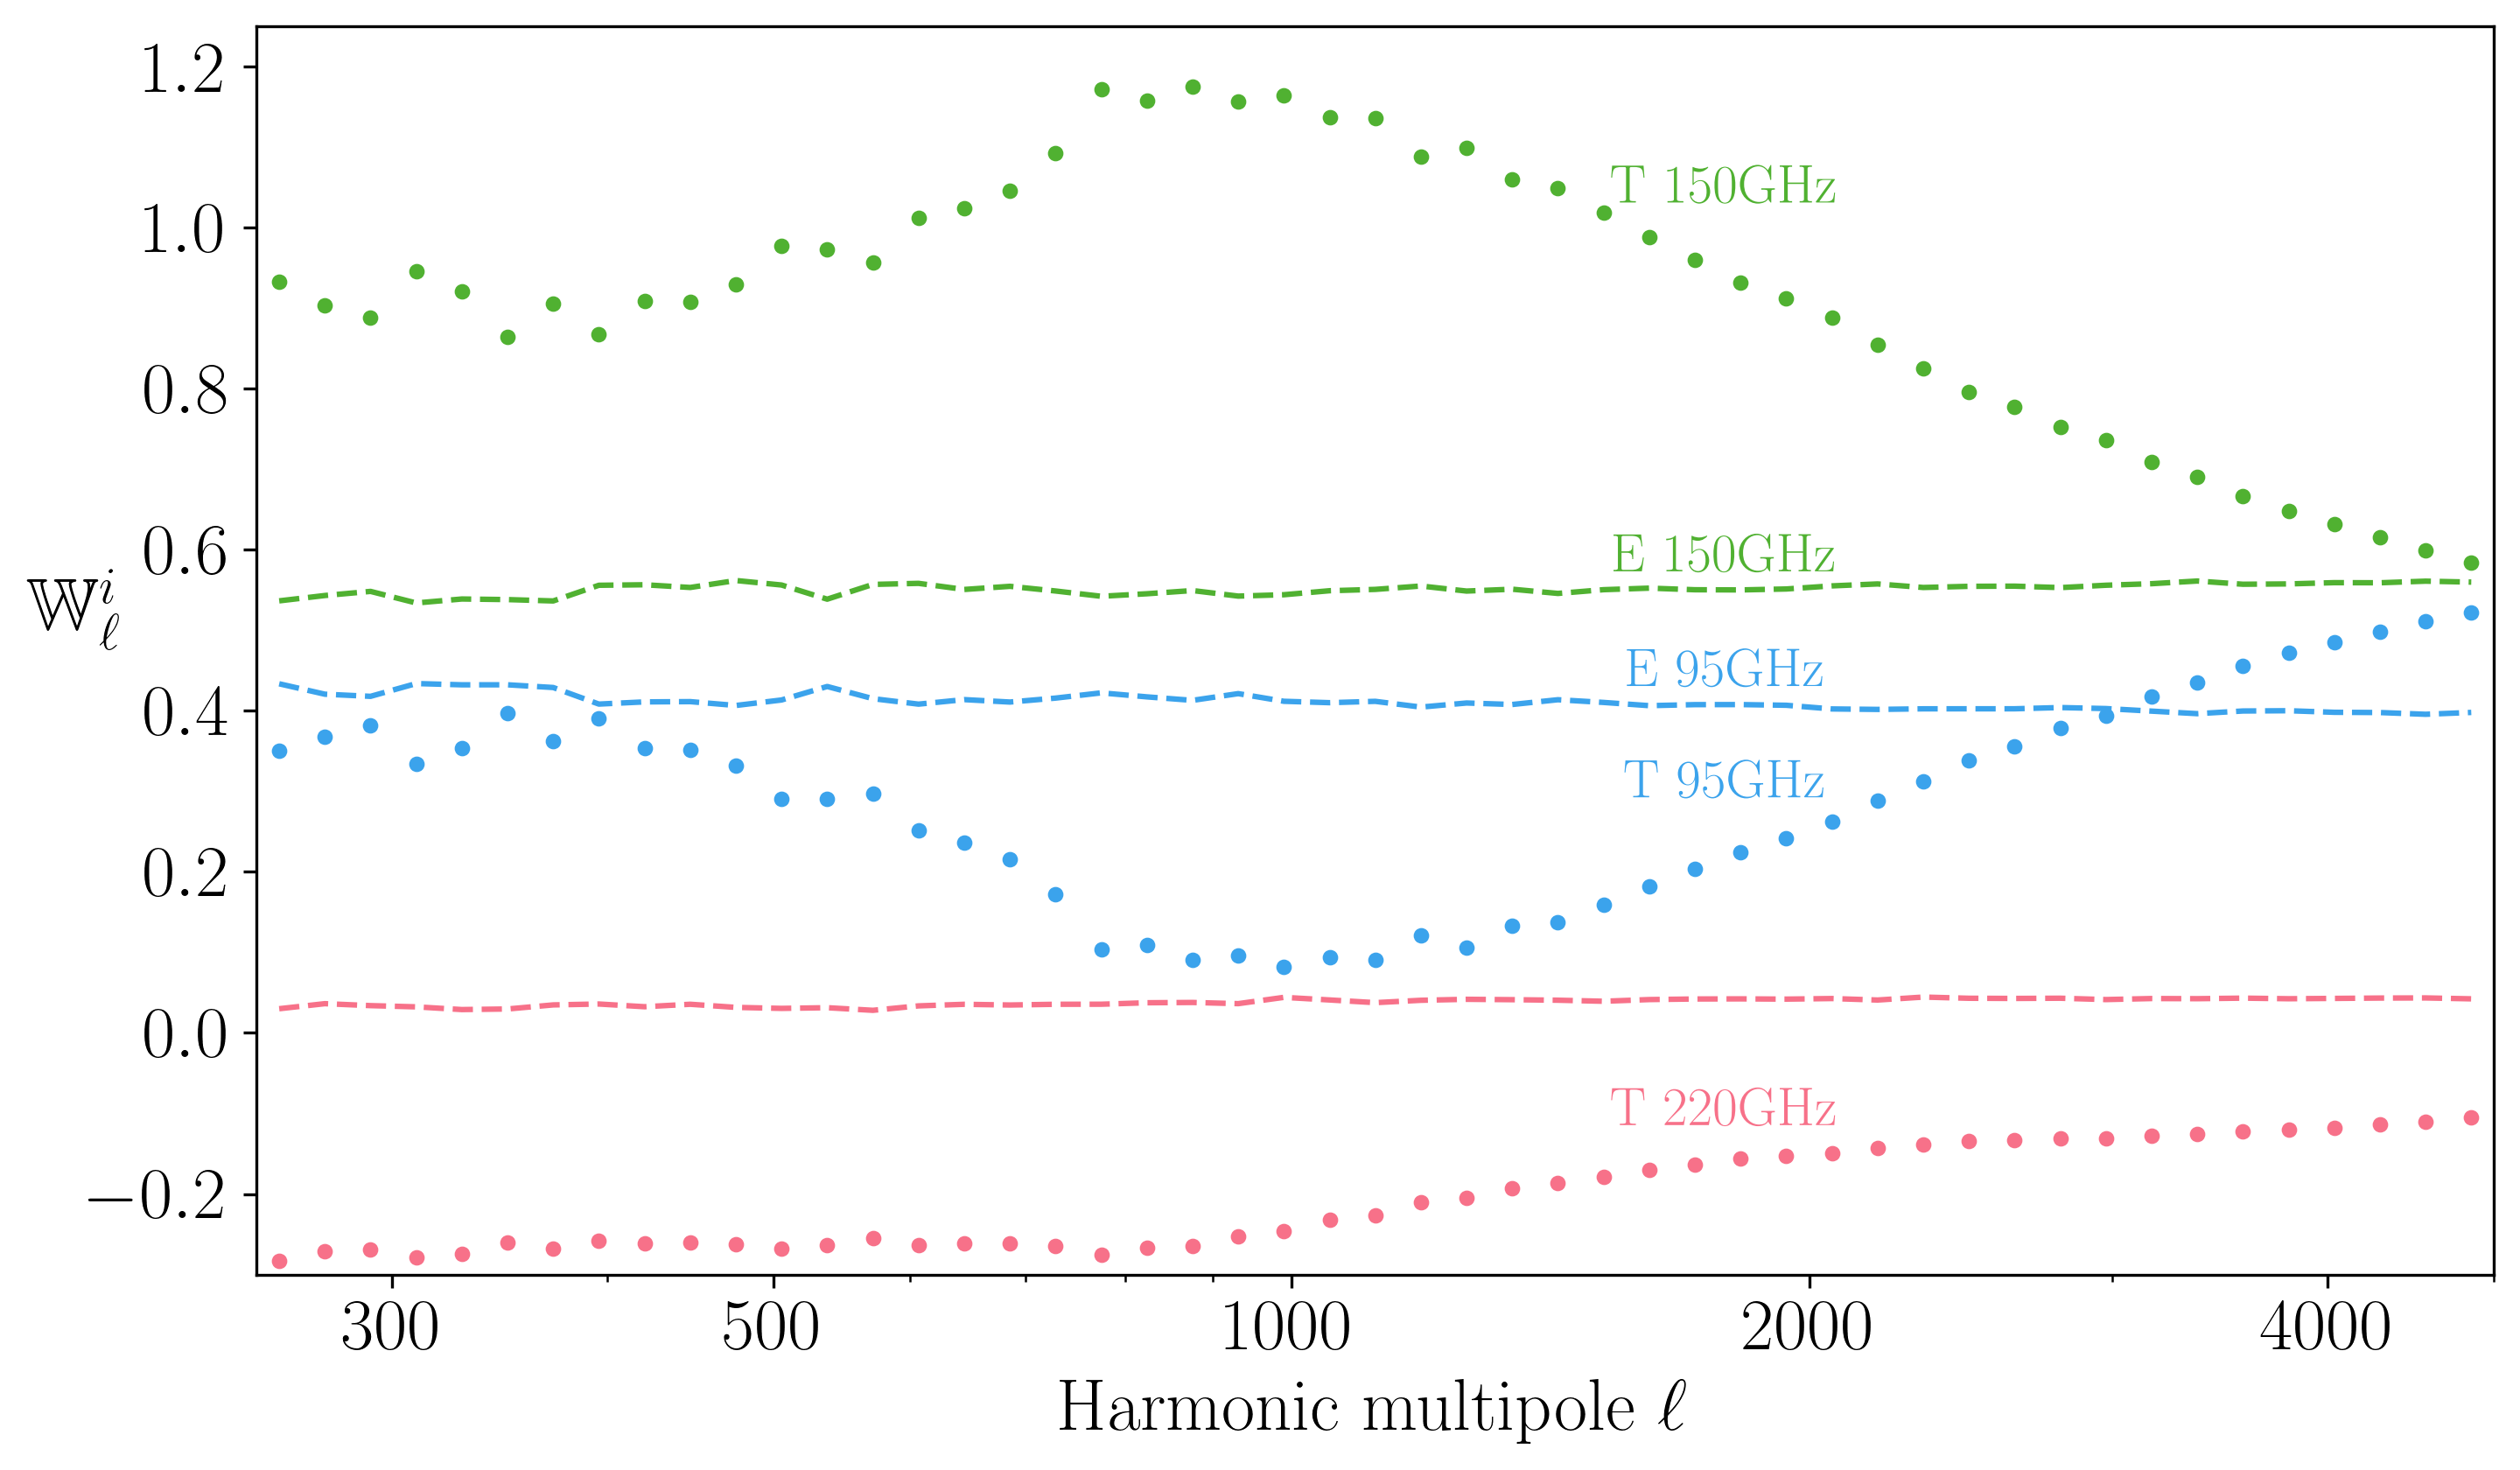 1.2
1.0
0.8
0.6
0.4
0.2
0.0
−0.2
W^i_ℓ
T 150GHz
E 150GHz
E 95GHz
T 95GHz
T 220GHz
300 500 1000 2000 4000
Harmonic multipole ℓ